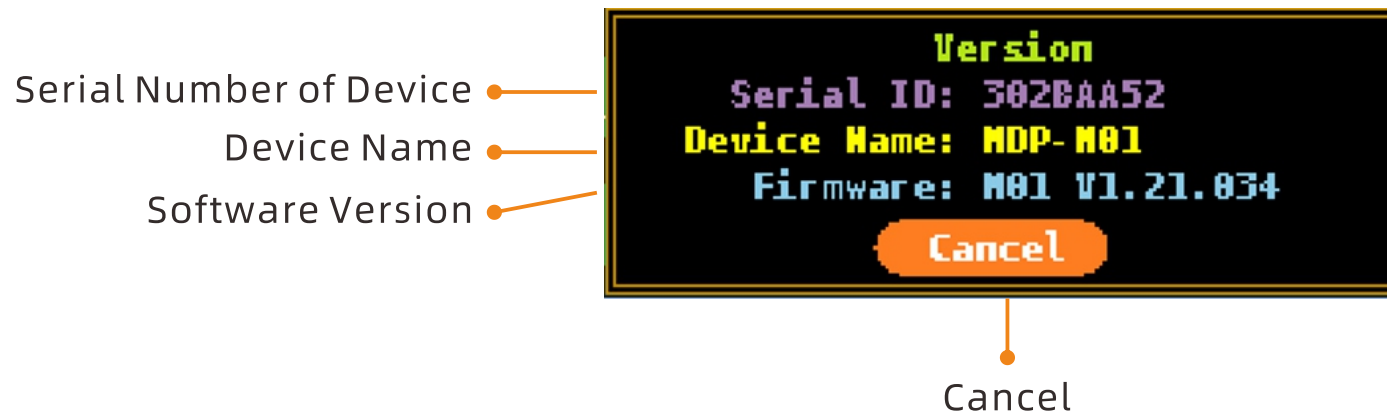 Version
Serial Number of Device
Serial ID: 302BAA52
Device Name
Device Name: MDP-M01
Software Version
Firmware: M01 V1.21.034
Cancel
Cancel